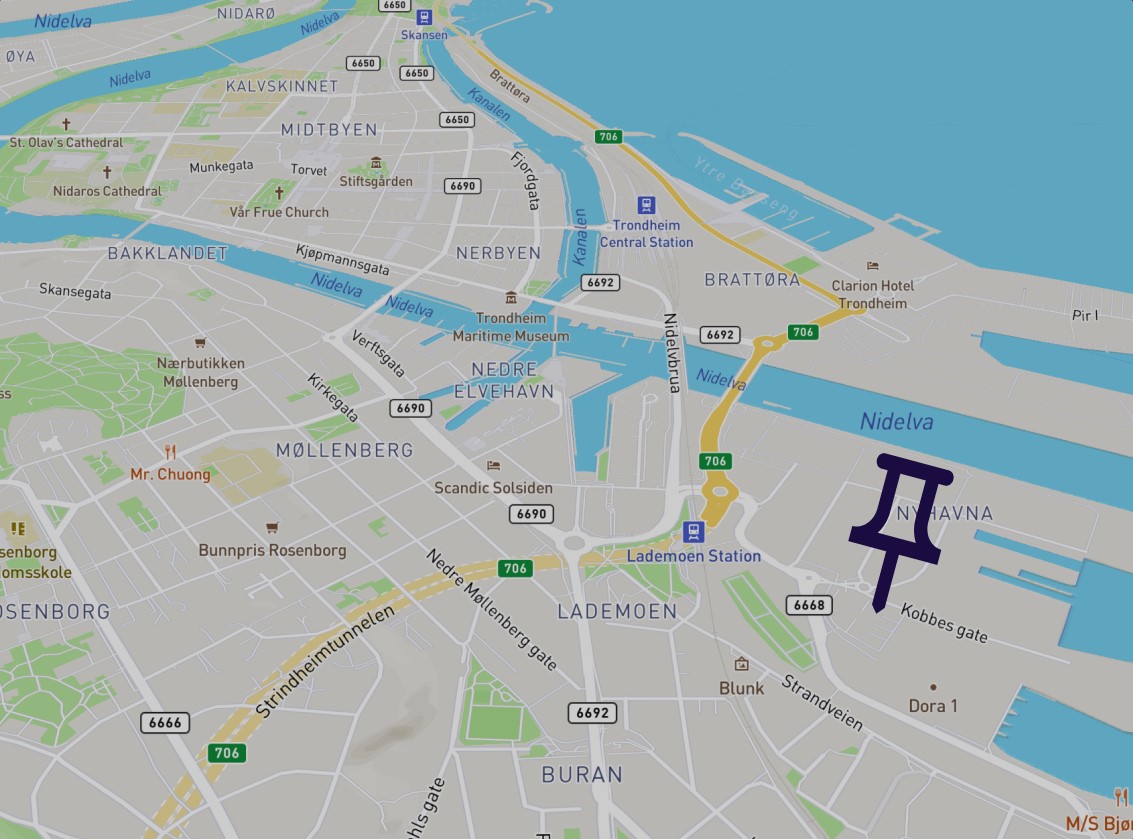 6650
Nidelva
NIDARØ
Nidelva
Skansen
ØYA
6650
6650
Nidelva
KALVSKINNET
Brattøra
Kanalen
St. Olav's Cathedral
MIDTBYEN
6650
706
Munkegata
Torvet
Stiftsgården
Fjordgata
Nidaros Cathedral
6690
Vår Frue Church
Trondheim
Central Station
Kanalen
BAKKLANDET
Kjøpmannsgata
NERBYEN
BRATTØRA
Clarion Hotel
Trondheim
Skansegata
Nidelva
Nidelva
6692
Pir I
Trondheim
Maritime Museum
Nidelvbrua
6692
706
Nærbutikken
Møllenberg
Verftsgata
NEDRE
ELVEHAVN
Nidelva
ss
Kirkegata
6690
Nidelva
MØLLENBERG
706
Mr. Chuong
Scandic Solsiden
6690
NYHAVNA
senborg
omsskole
Bunnpris Rosenborg
Lademoen Station
706
Nedre Møllenberg gate
LADEMOEN
6668
Kobbes gate
OSENBORG
Strindheimtunnelen
Blunk
Strandveien
Dora 1
6666
6692
706
BURAN
hls gate
M/S Bjør